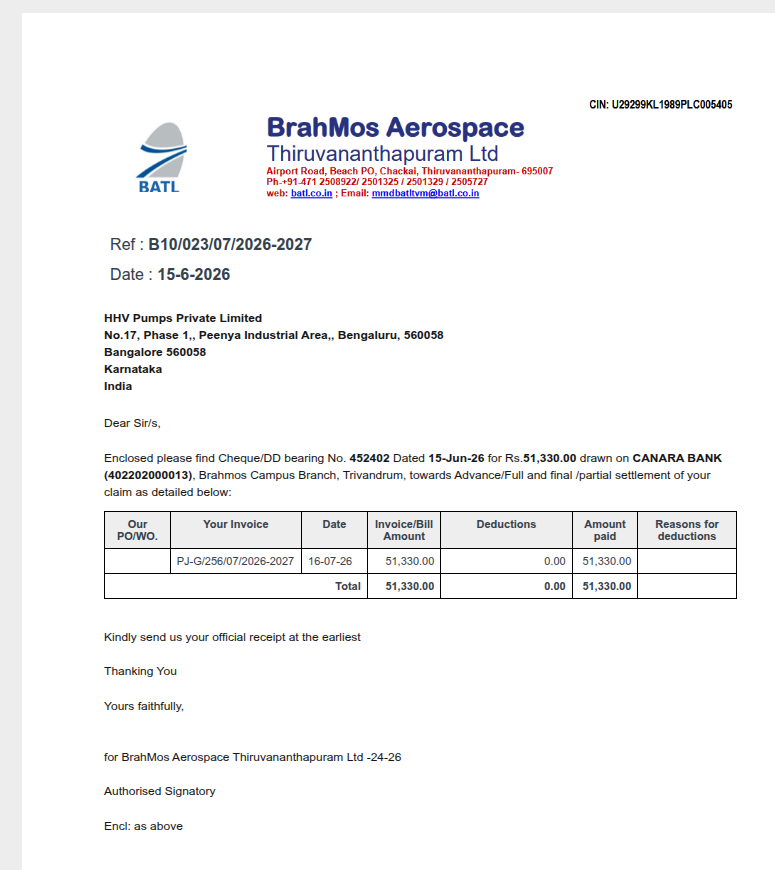 CIN: U29299KL1989PLC005405
BrahMos Aerospace
Thiruvananthapuram Ltd
Airport Road, Beach PO, Chackai, Thiruvananthapuram- 695007
Ph-+91-471 2508922/ 2501325 / 2501329 / 2505727
web: batl.co.in ; Email: mmdbatltvm@batl.co.in
BATL
Ref : B10/023/07/2026-2027
Date : 15-6-2026
HHV Pumps Private Limited
No.17, Phase 1,, Peenya Industrial Area,, Bengaluru, 560058
Bangalore 560058
Karnataka
India
Dear Sir/s,
Enclosed please find Cheque/DD bearing No. 452402 Dated 15-Jun-26 for Rs.51,330.00 drawn on CANARA BANK
(402202000013), Brahmos Campus Branch, Trivandrum, towards Advance/Full and final /partial settlement of your
claim as detailed below:
Our PO/WO. Your Invoice Date Invoice/Bill Amount Deductions Amount paid Reasons for deductions
PJ-G/256/07/2026-2027 16-07-26 51,330.00 0.00 51,330.00
Total 51,330.00 0.00 51,330.00
Kindly send us your official receipt at the earliest
Thanking You
Yours faithfully,
for BrahMos Aerospace Thiruvananthapuram Ltd -24-26
Authorised Signatory
Encl: as above